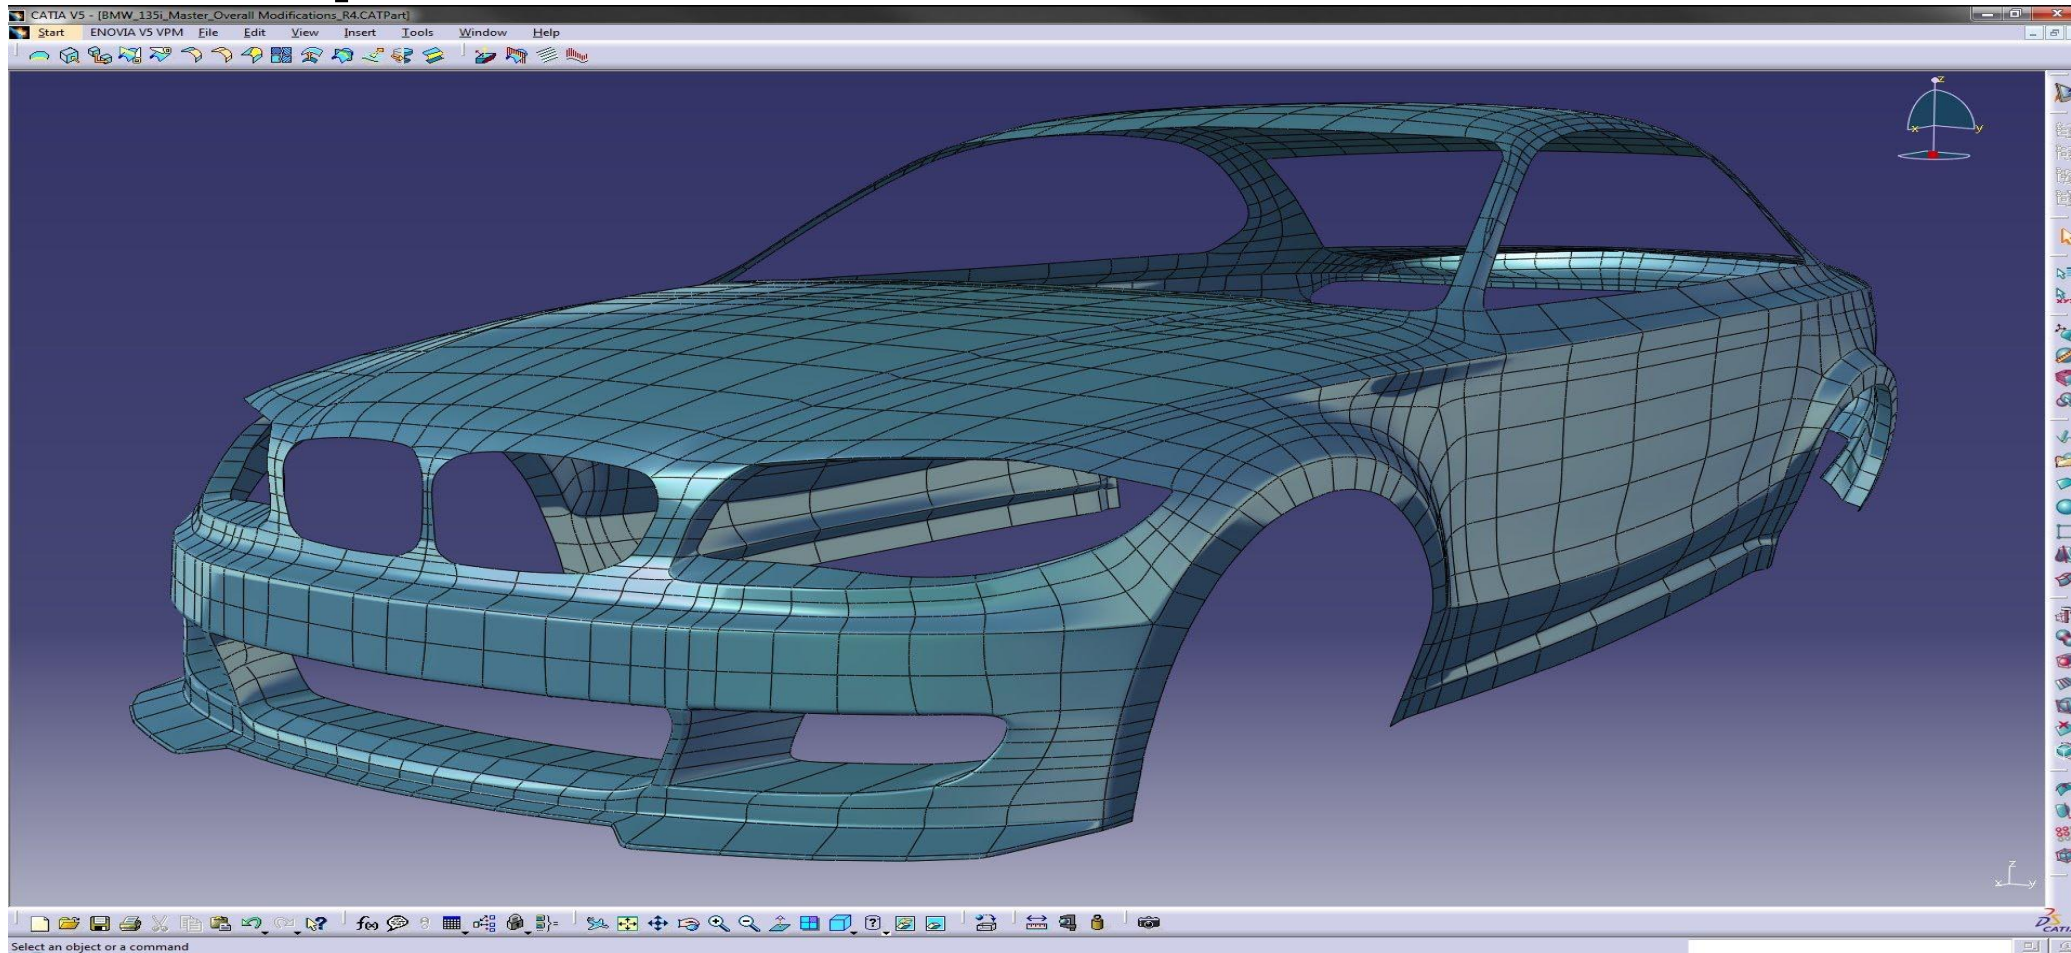 CATIA V5 - [BMW_135i_Master_Overall Modifications_R4.CATPart]
Start ENOVIA V5 VPM File Edit View Insert Tools Window Help
z
x y
z
x y
f(x)
CATIA
Select an object or a command